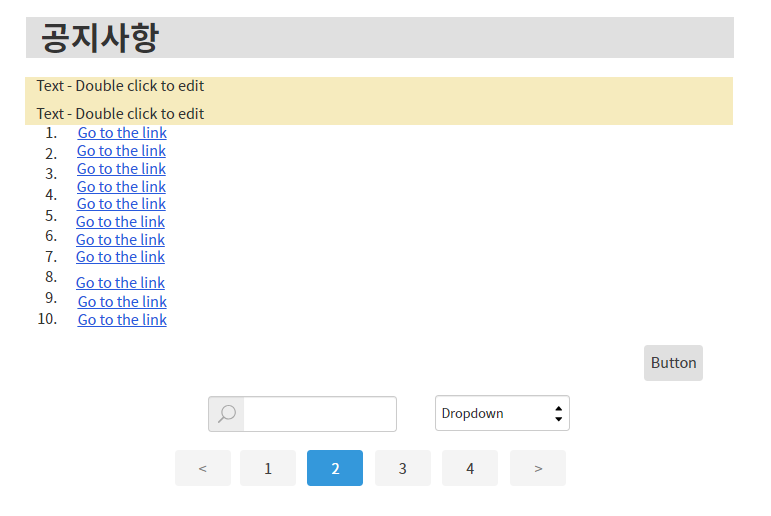 공지사항
Text - Double click to edit
Text - Double click to edit
1. Go to the link
2. Go to the link
3. Go to the link
4. Go to the link
Go to the link
5. Go to the link
6. Go to the link
7. Go to the link
8. Go to the link
9. Go to the link
10. Go to the link
Button
Dropdown
< 1 2 3 4 >